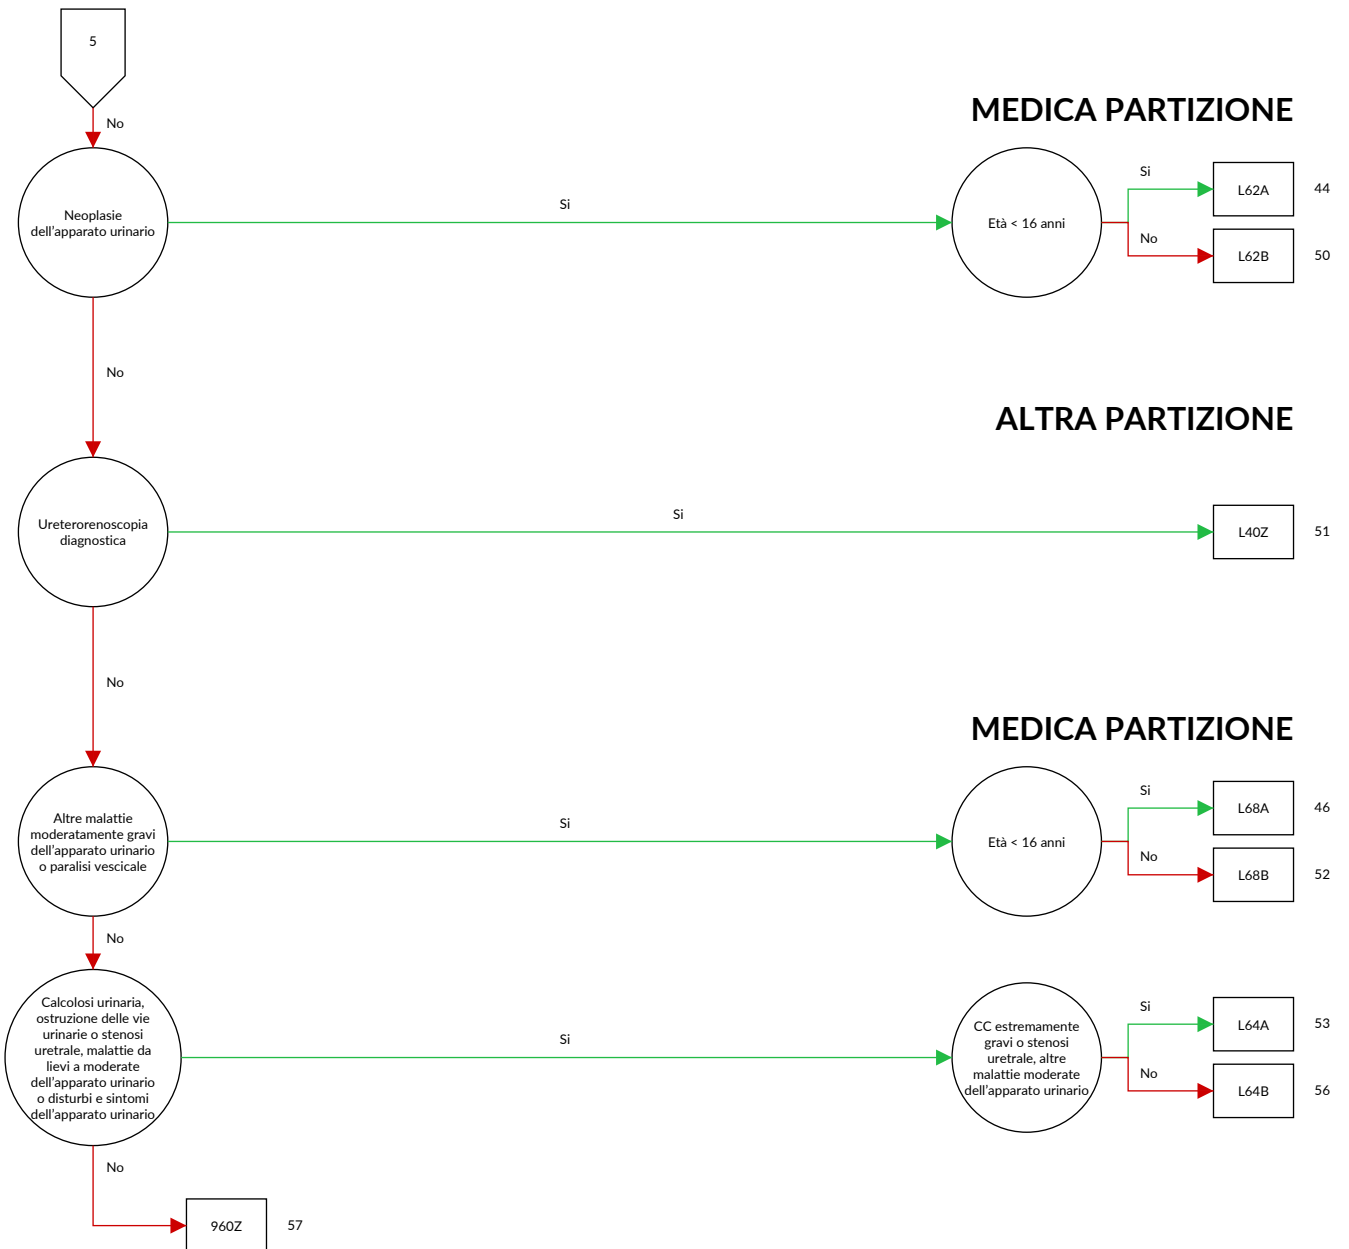 5
No
MEDICA PARTIZIONE
Neoplasie
dell'apparato urinario
Si
Età < 16 anni
Si
L62A
44
No
L62B
50
No
ALTRA PARTIZIONE
Ureterorenoscopia
diagnostica
Si
L40Z
51
No
MEDICA PARTIZIONE
Altre malattie
moderatamente gravi
dell'apparato urinario
o paralisi vescicale
Si
Età < 16 anni
Si
L68A
46
No
L68B
52
No
Calcolosi urinaria,
ostruzione delle vie
urinarie o stenosi
uretrale, malattie da
lievi a moderate
dell'apparato urinario
o disturbi e sintomi
dell'apparato urinario
Si
CC estremamente
gravi o stenosi
uretrale, altre
malattie moderate
dell'apparato urinario
Si
L64A
53
No
L64B
56
No
960Z
57